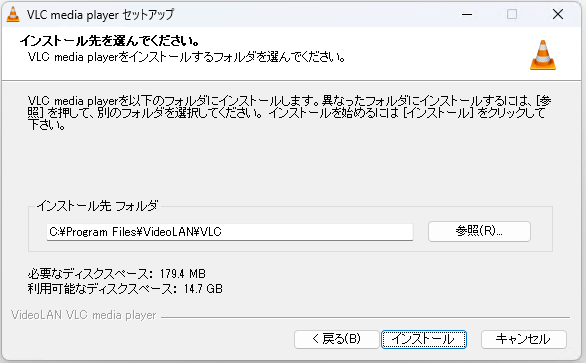 VLC media player セットアップ
インストール先を選んでください。
VLC media playerをインストールするフォルダを選んでください。
VLC media playerを以下のフォルダにインストールします。異なったフォルダにインストールするには、[参
照] を押して、別のフォルダを選択してください。 インストールを始めるには [インストール] をクリックして
下さい。
インストール先 フォルダ
C:¥Program Files¥VideoLAN¥VLC
参照(R)...
必要なディスクスペース: 179.4 MB
利用可能なディスクスペース: 14.7 GB
VideoLAN VLC media player
< 戻る(B)
インストール
キャンセル